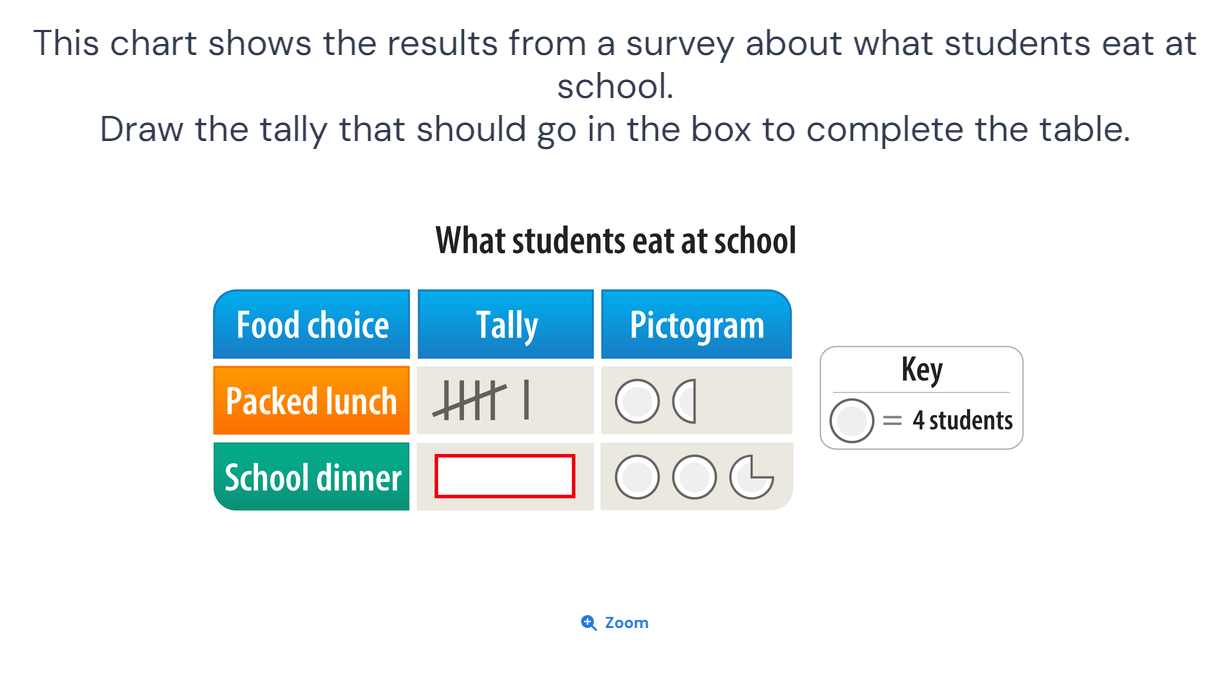 This chart shows the results from a survey about what students eat at
school.
Draw the tally that should go in the box to complete the table.
What students eat at school
Food choice Tally Pictogram
Packed lunch
School dinner
Key
= 4 students
Zoom